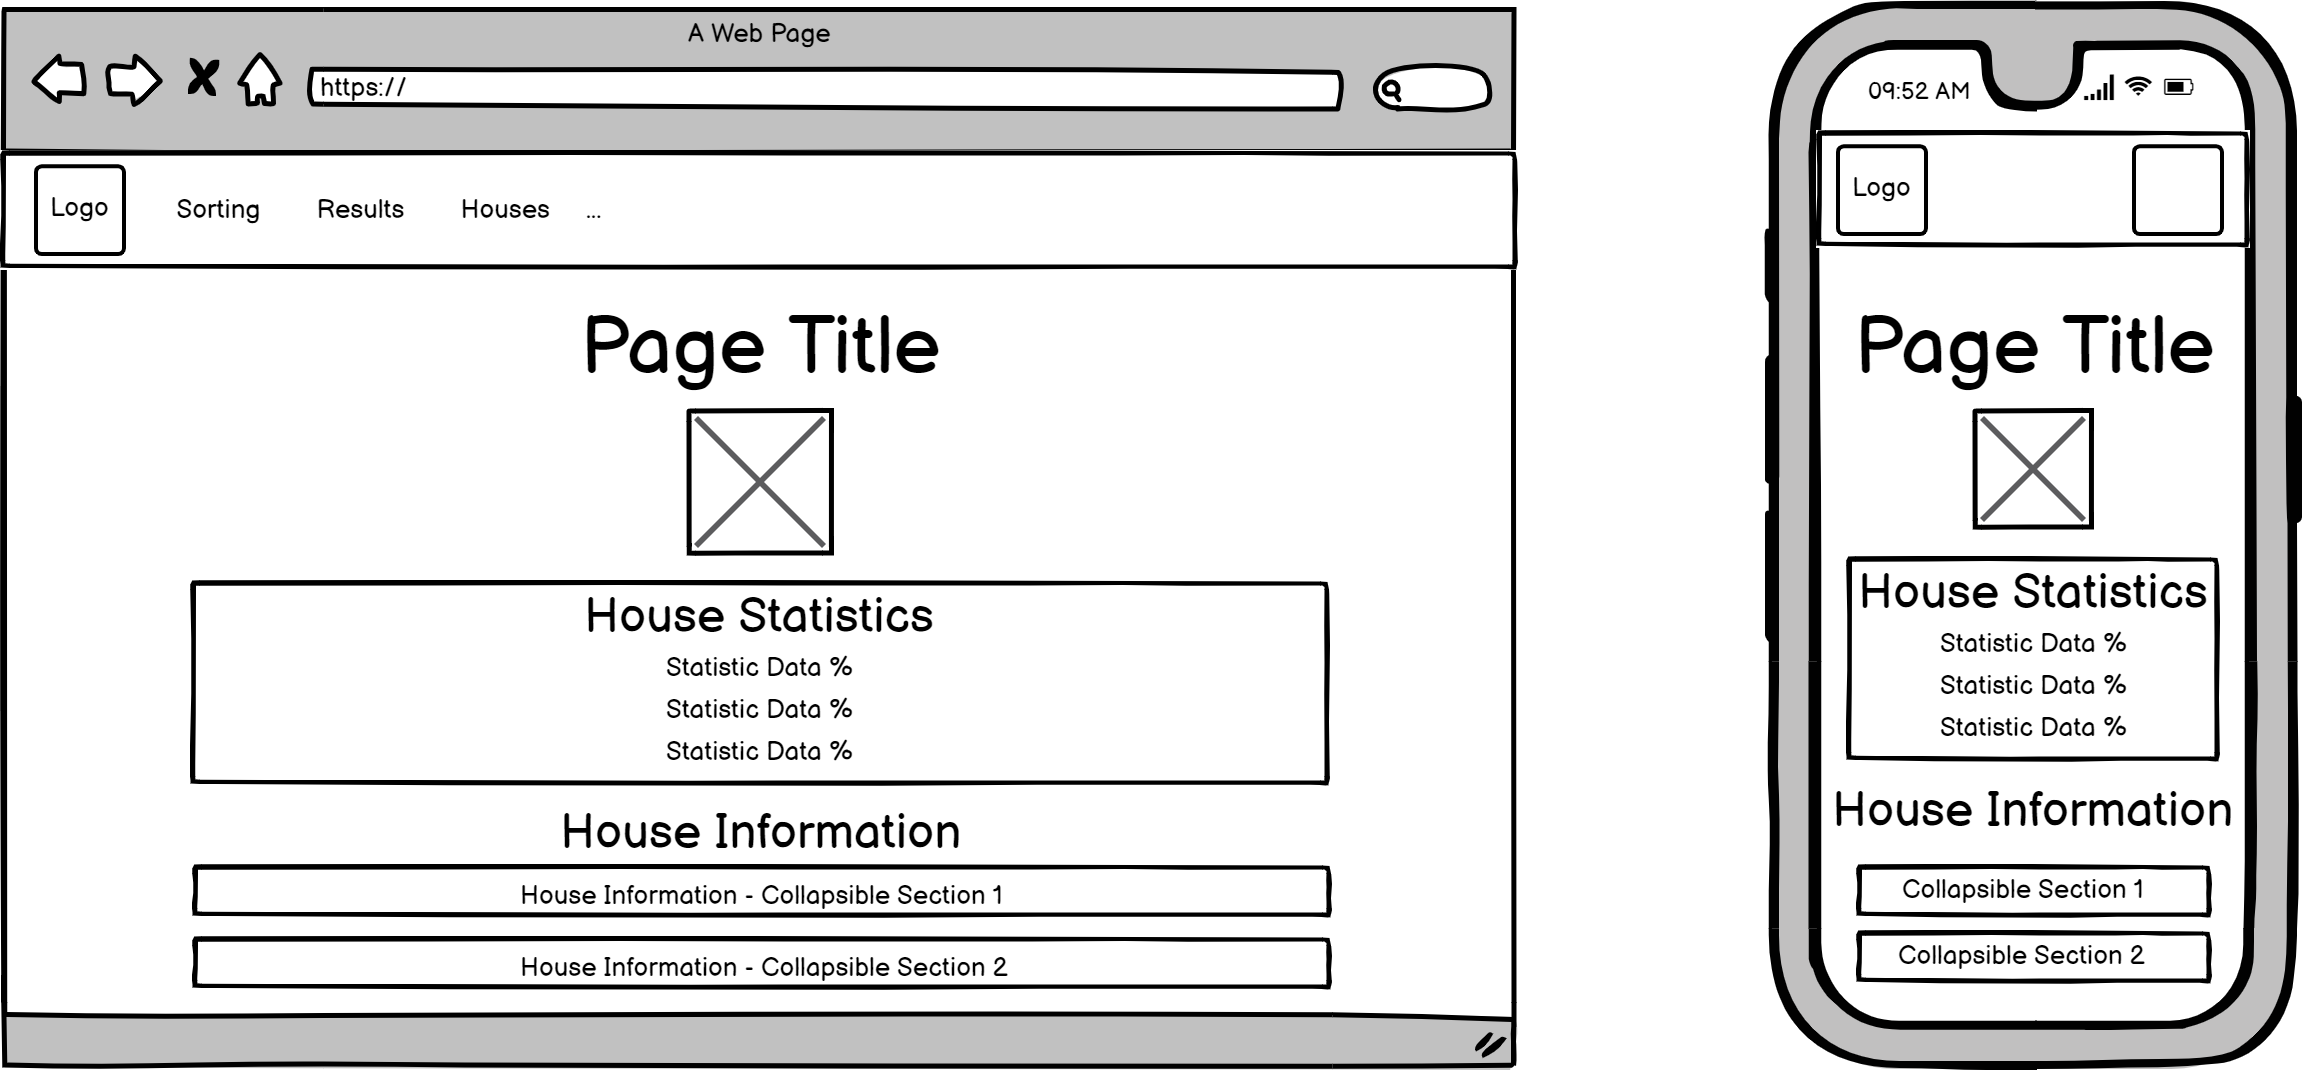 A Web Page
https://
Logo
Sorting Results Houses ...
Page Title
House Statistics
Statistic Data %
Statistic Data %
Statistic Data %
House Information
House Information - Collapsible Section 1
House Information - Collapsible Section 2
09:52 AM
Logo
Page Title
House Statistics
Statistic Data %
Statistic Data %
Statistic Data %
House Information
Collapsible Section 1
Collapsible Section 2